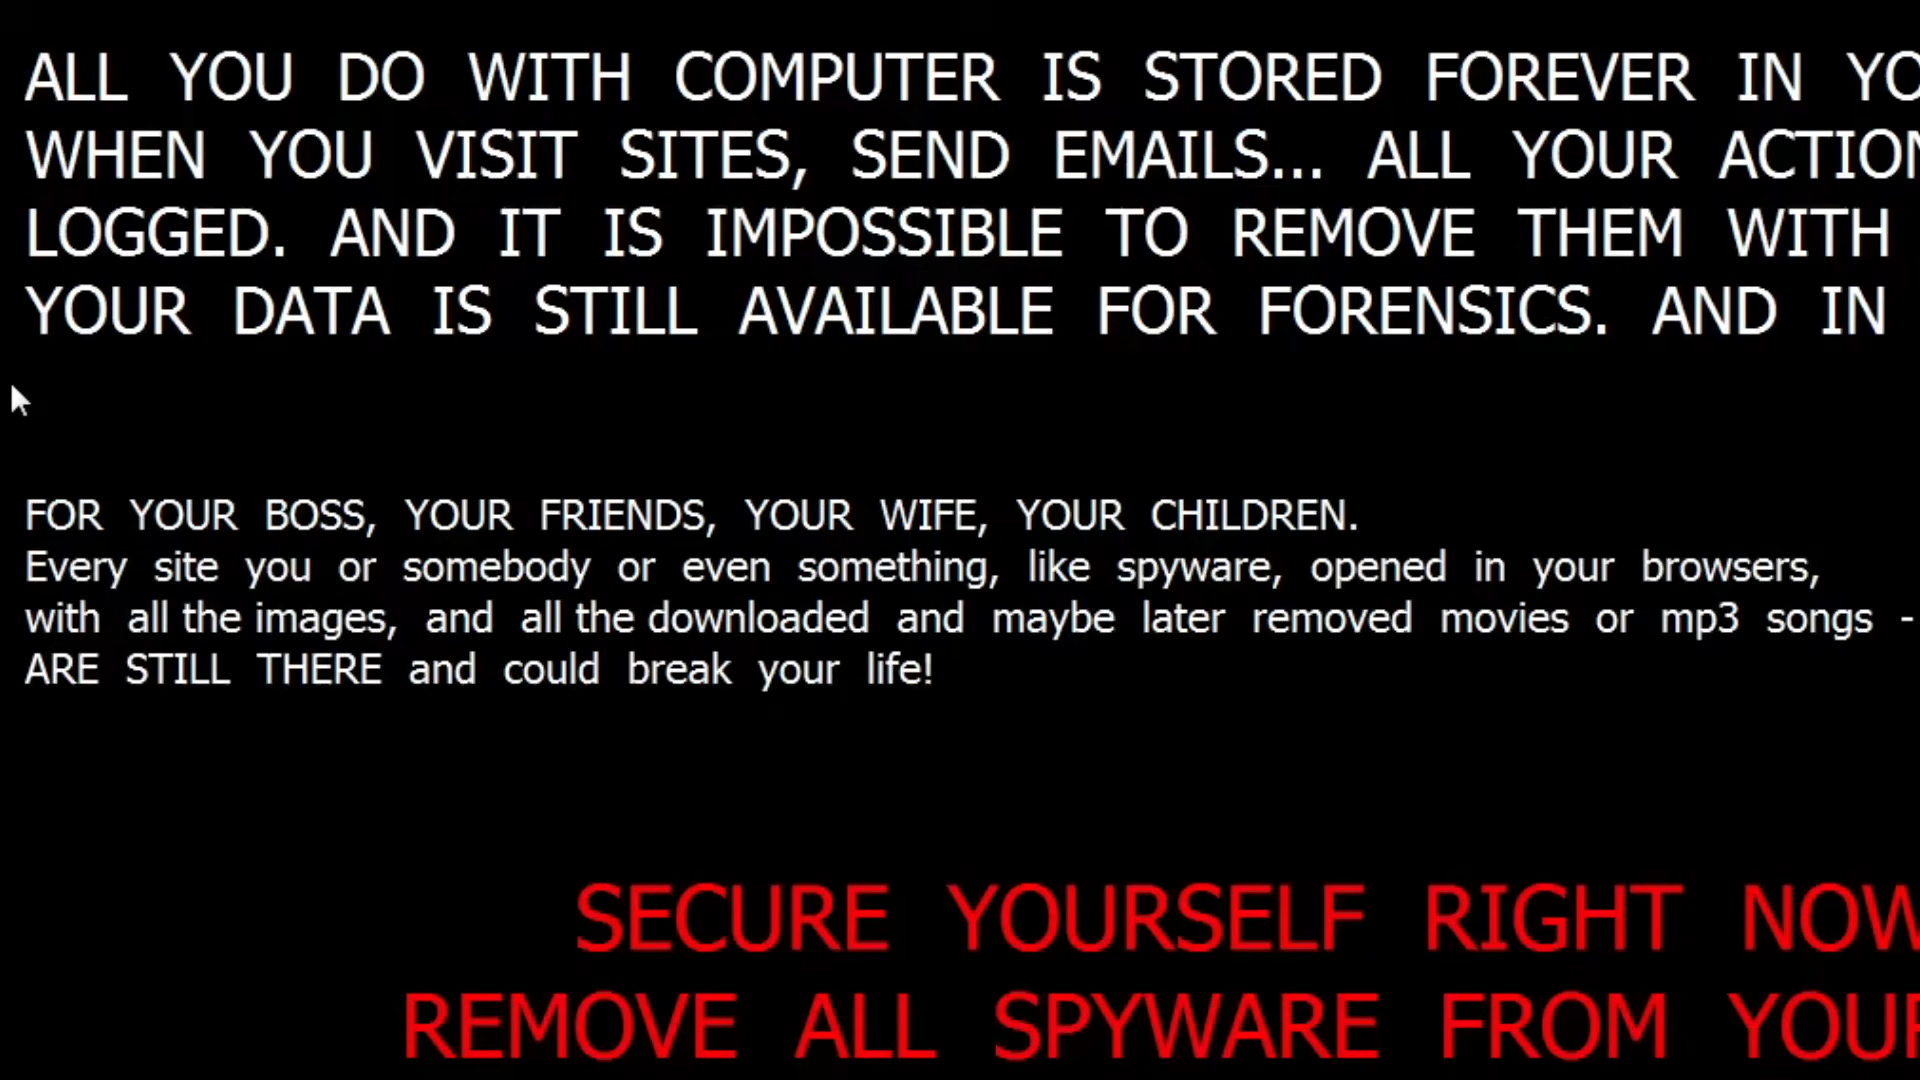 ALL YOU DO WITH COMPUTER IS STORED FOREVER IN
WHEN YOU VISIT SITES, SEND EMAILS... ALL YOUR
LOGGED. AND IT IS IMPOSSIBLE TO REMOVE THEM WITH
YOUR DATA IS STILL AVAILABLE FOR FORENSICS. AND IN
FOR YOUR BOSS, YOUR FRIENDS, YOUR WIFE, YOUR CHILDREN.
Every site you or somebody or even something, like spyware, opened in your browsers,
with all the images, and all the downloaded and maybe later removed movies or mp3 songs -
ARE STILL THERE and could break your life!
SECURE YOURSELF RIGHT NOW
REMOVE ALL SPYWARE FROM YOUR